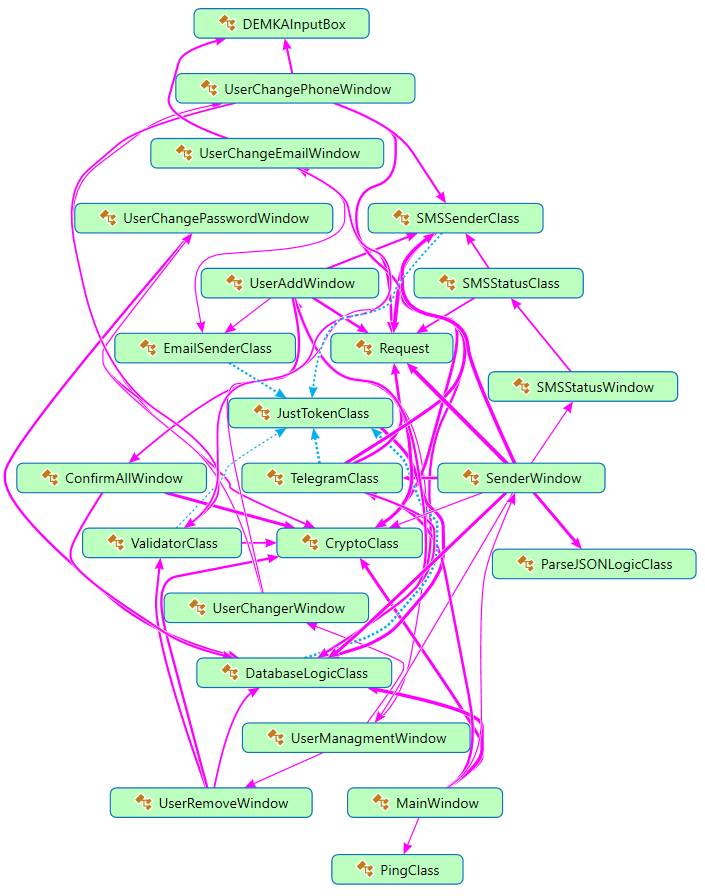 DEMKAInputBox
UserChangePhoneWindow
UserChangeEmailWindow
UserChangePasswordWindow
SMSSenderClass
UserAddWindow
SMSStatusClass
EmailSenderClass
Request
SMSStatusWindow
JustTokenClass
ConfirmAllWindow
TelegramClass
SenderWindow
ValidatorClass
CryptoClass
ParseJSONLogicClass
UserChangerWindow
DatabaseLogicClass
UserManagmentWindow
UserRemoveWindow
MainWindow
PingClass